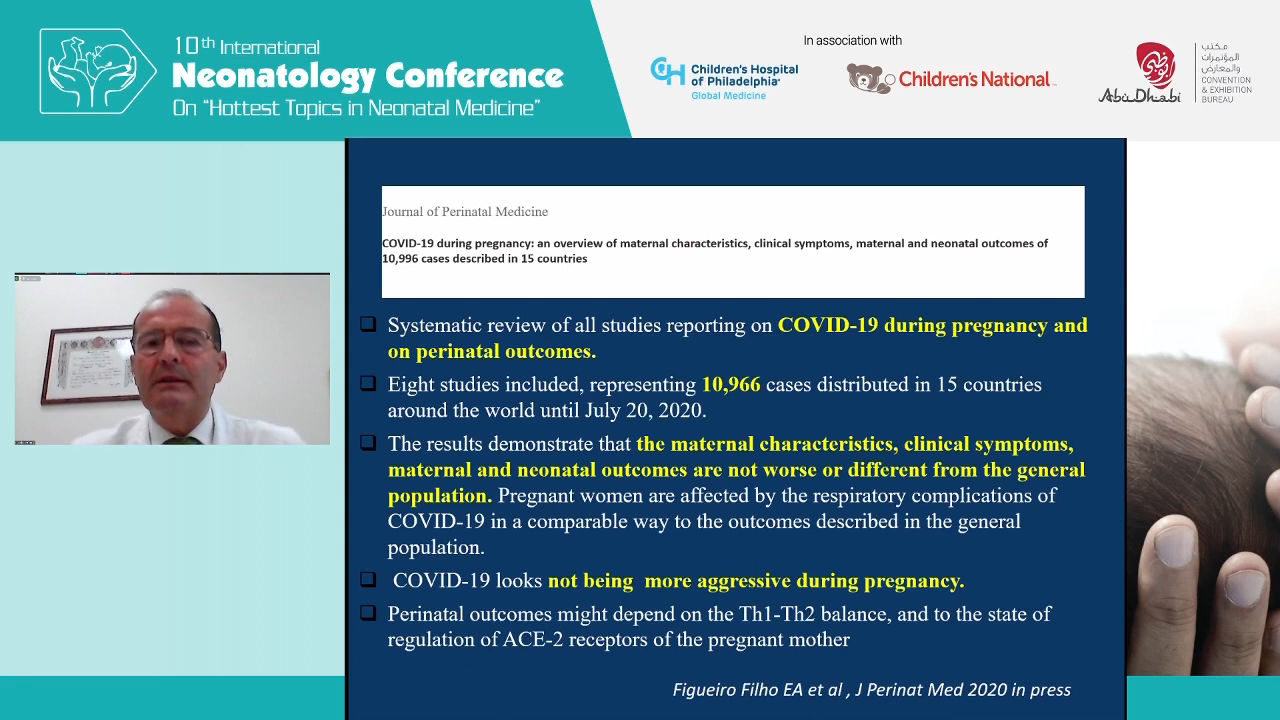 10th International
Neonatology Conference
On "Hottest Topics in Neonatal Medicine"
In association with
CH Children's Hospital
of Philadelphia
Global Medicine
Children's National
أبوظبي
Abu Dhabi
مكتب
المؤتمرات
والمعارض
CONVENTION
& EXHIBITION
BUREAU
Journal of Perinatal Medicine
COVID-19 during pregnancy: an overview of maternal characteristics, clinical symptoms, maternal and neonatal outcomes of
10,996 cases described in 15 countries
Systematic review of all studies reporting on COVID-19 during pregnancy and
on perinatal outcomes.
Eight studies included, representing 10,966 cases distributed in 15 countries
around the world until July 20, 2020.
The results demonstrate that the maternal characteristics, clinical symptoms,
maternal and neonatal outcomes are not worse or different from the general
population. Pregnant women are affected by the respiratory complications of
COVID-19 in a comparable way to the outcomes described in the general
population.
COVID-19 looks not being more aggressive during pregnancy.
Perinatal outcomes might depend on the Th1-Th2 balance, and to the state of
regulation of ACE-2 receptors of the pregnant mother
Figueiro Filho EA et al , J Perinat Med 2020 in press